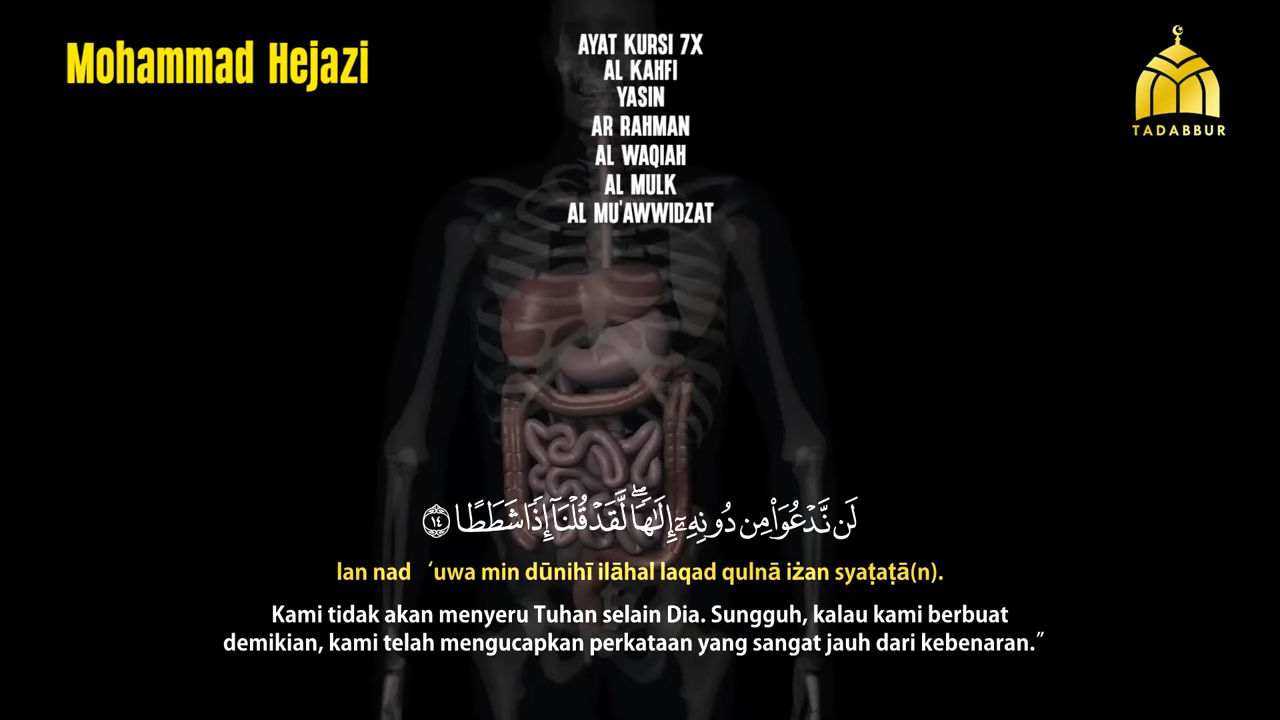 Mohammad Hejazi
AYAT KURSI 7X
AL KAHFI
YASIN
AR RAHMAN
AL WAQIAH
AL MULK
AL MU'AWWIDZAT
TADABBUR
لَن نَّدْعُوَا۟ مِن دُونِهِۦٓ إِلَـٰهًا ۖ لَّقَدْ قُلْنَآ إِذًا شَطَطًا ١٤
lan nad ‘uwa min dūnihī ilāhal laqad qulnā iżan syaṭaṭā(n).
Kami tidak akan menyeru Tuhan selain Dia. Sungguh, kalau kami berbuat
demikian, kami telah mengucapkan perkataan yang sangat jauh dari kebenaran.”